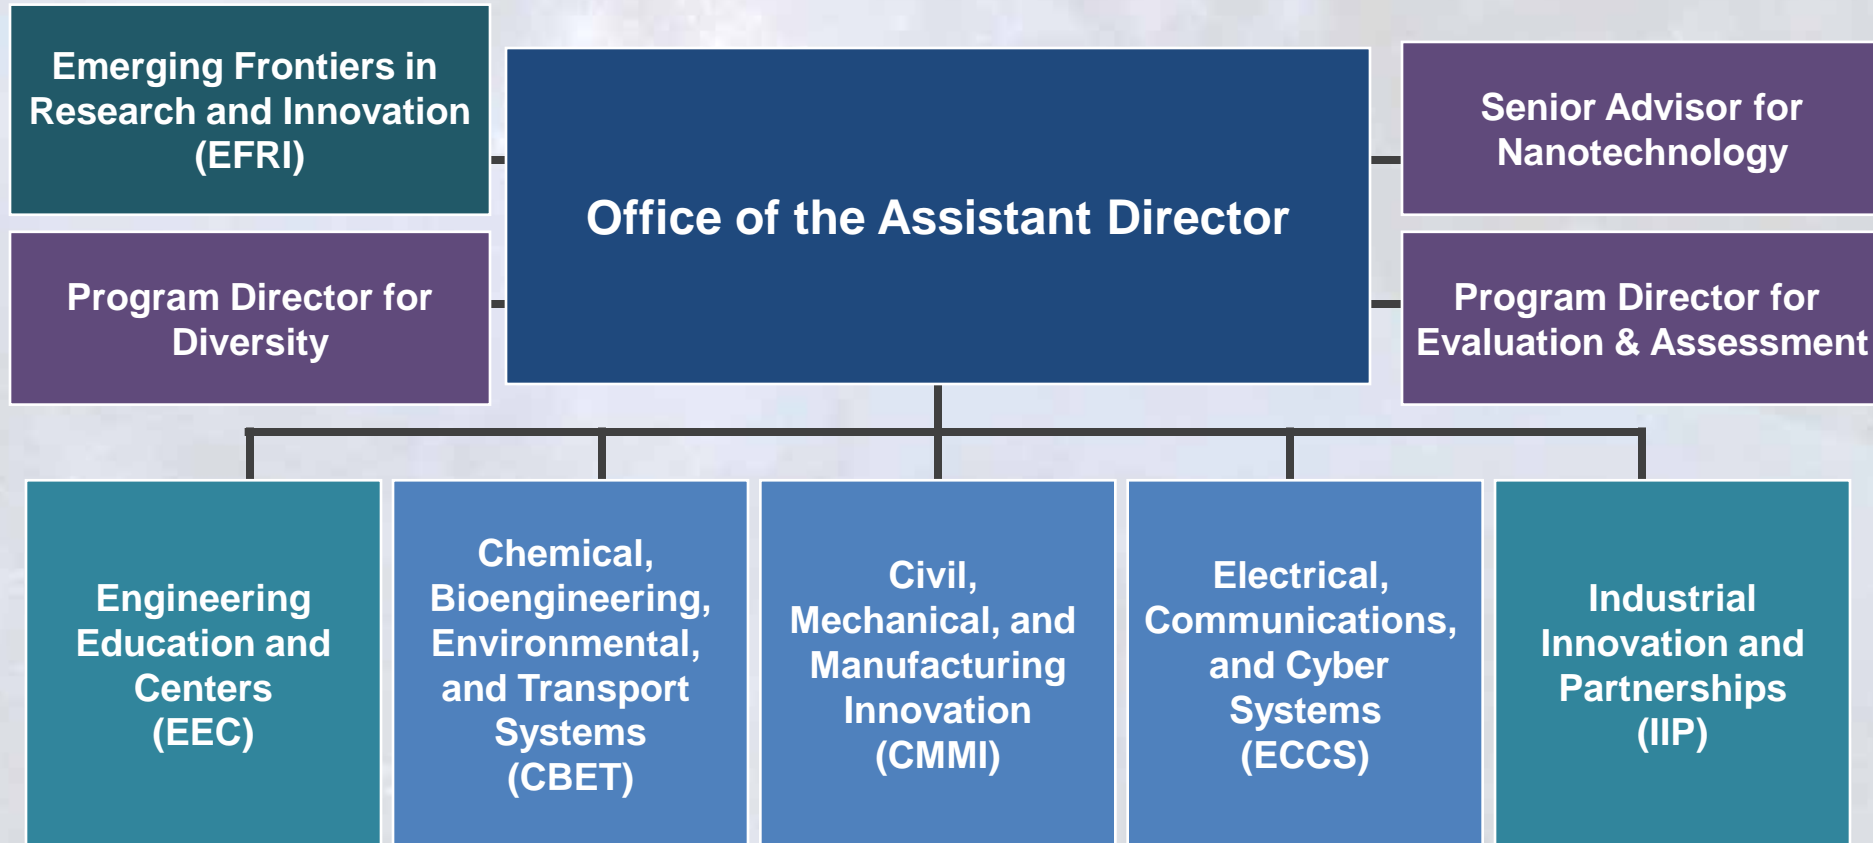 Emerging Frontiers in
Research and Innovation
(EFRI)
Program Director for
Diversity
Office of the Assistant Director
Senior Advisor for
Nanotechnology
Program Director for
Evaluation & Assessment
Engineering
Education and
Centers
(EEC)
Chemical,
Bioengineering,
Environmental,
and Transport
Systems
(CBET)
Civil,
Mechanical, and
Manufacturing
Innovation
(CMMI)
Electrical,
Communications,
and Cyber
Systems
(ECCS)
Industrial
Innovation and
Partnerships
(IIP)